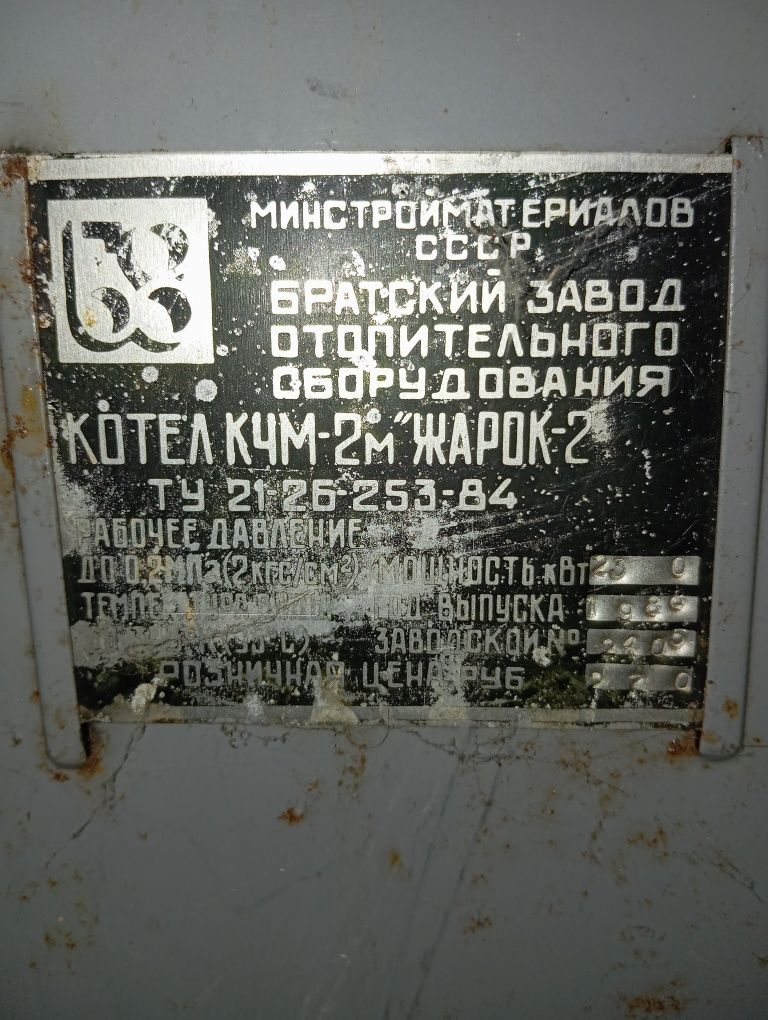 МИНСТРОЙМАТЕРИАЛОВ
СССР
БРАТСКИЙ ЗАВОД
ОТОПИТЕЛЬНОГО
ОБОРУДОВАНИЯ
КОТЕЛ КЧМ-2м "ЖАРОК-2"
ТУ 21-26-253-84
РАБОЧЕЕ ДАВЛЕНИЕ
ДО 0,2МПа(2кгс/см²) МОЩНОСТЬ кВт
ВЫПУСКА
ЗАВОДСКОЙ №
РОЗНИЧНАЯ ЦЕНА РУБ